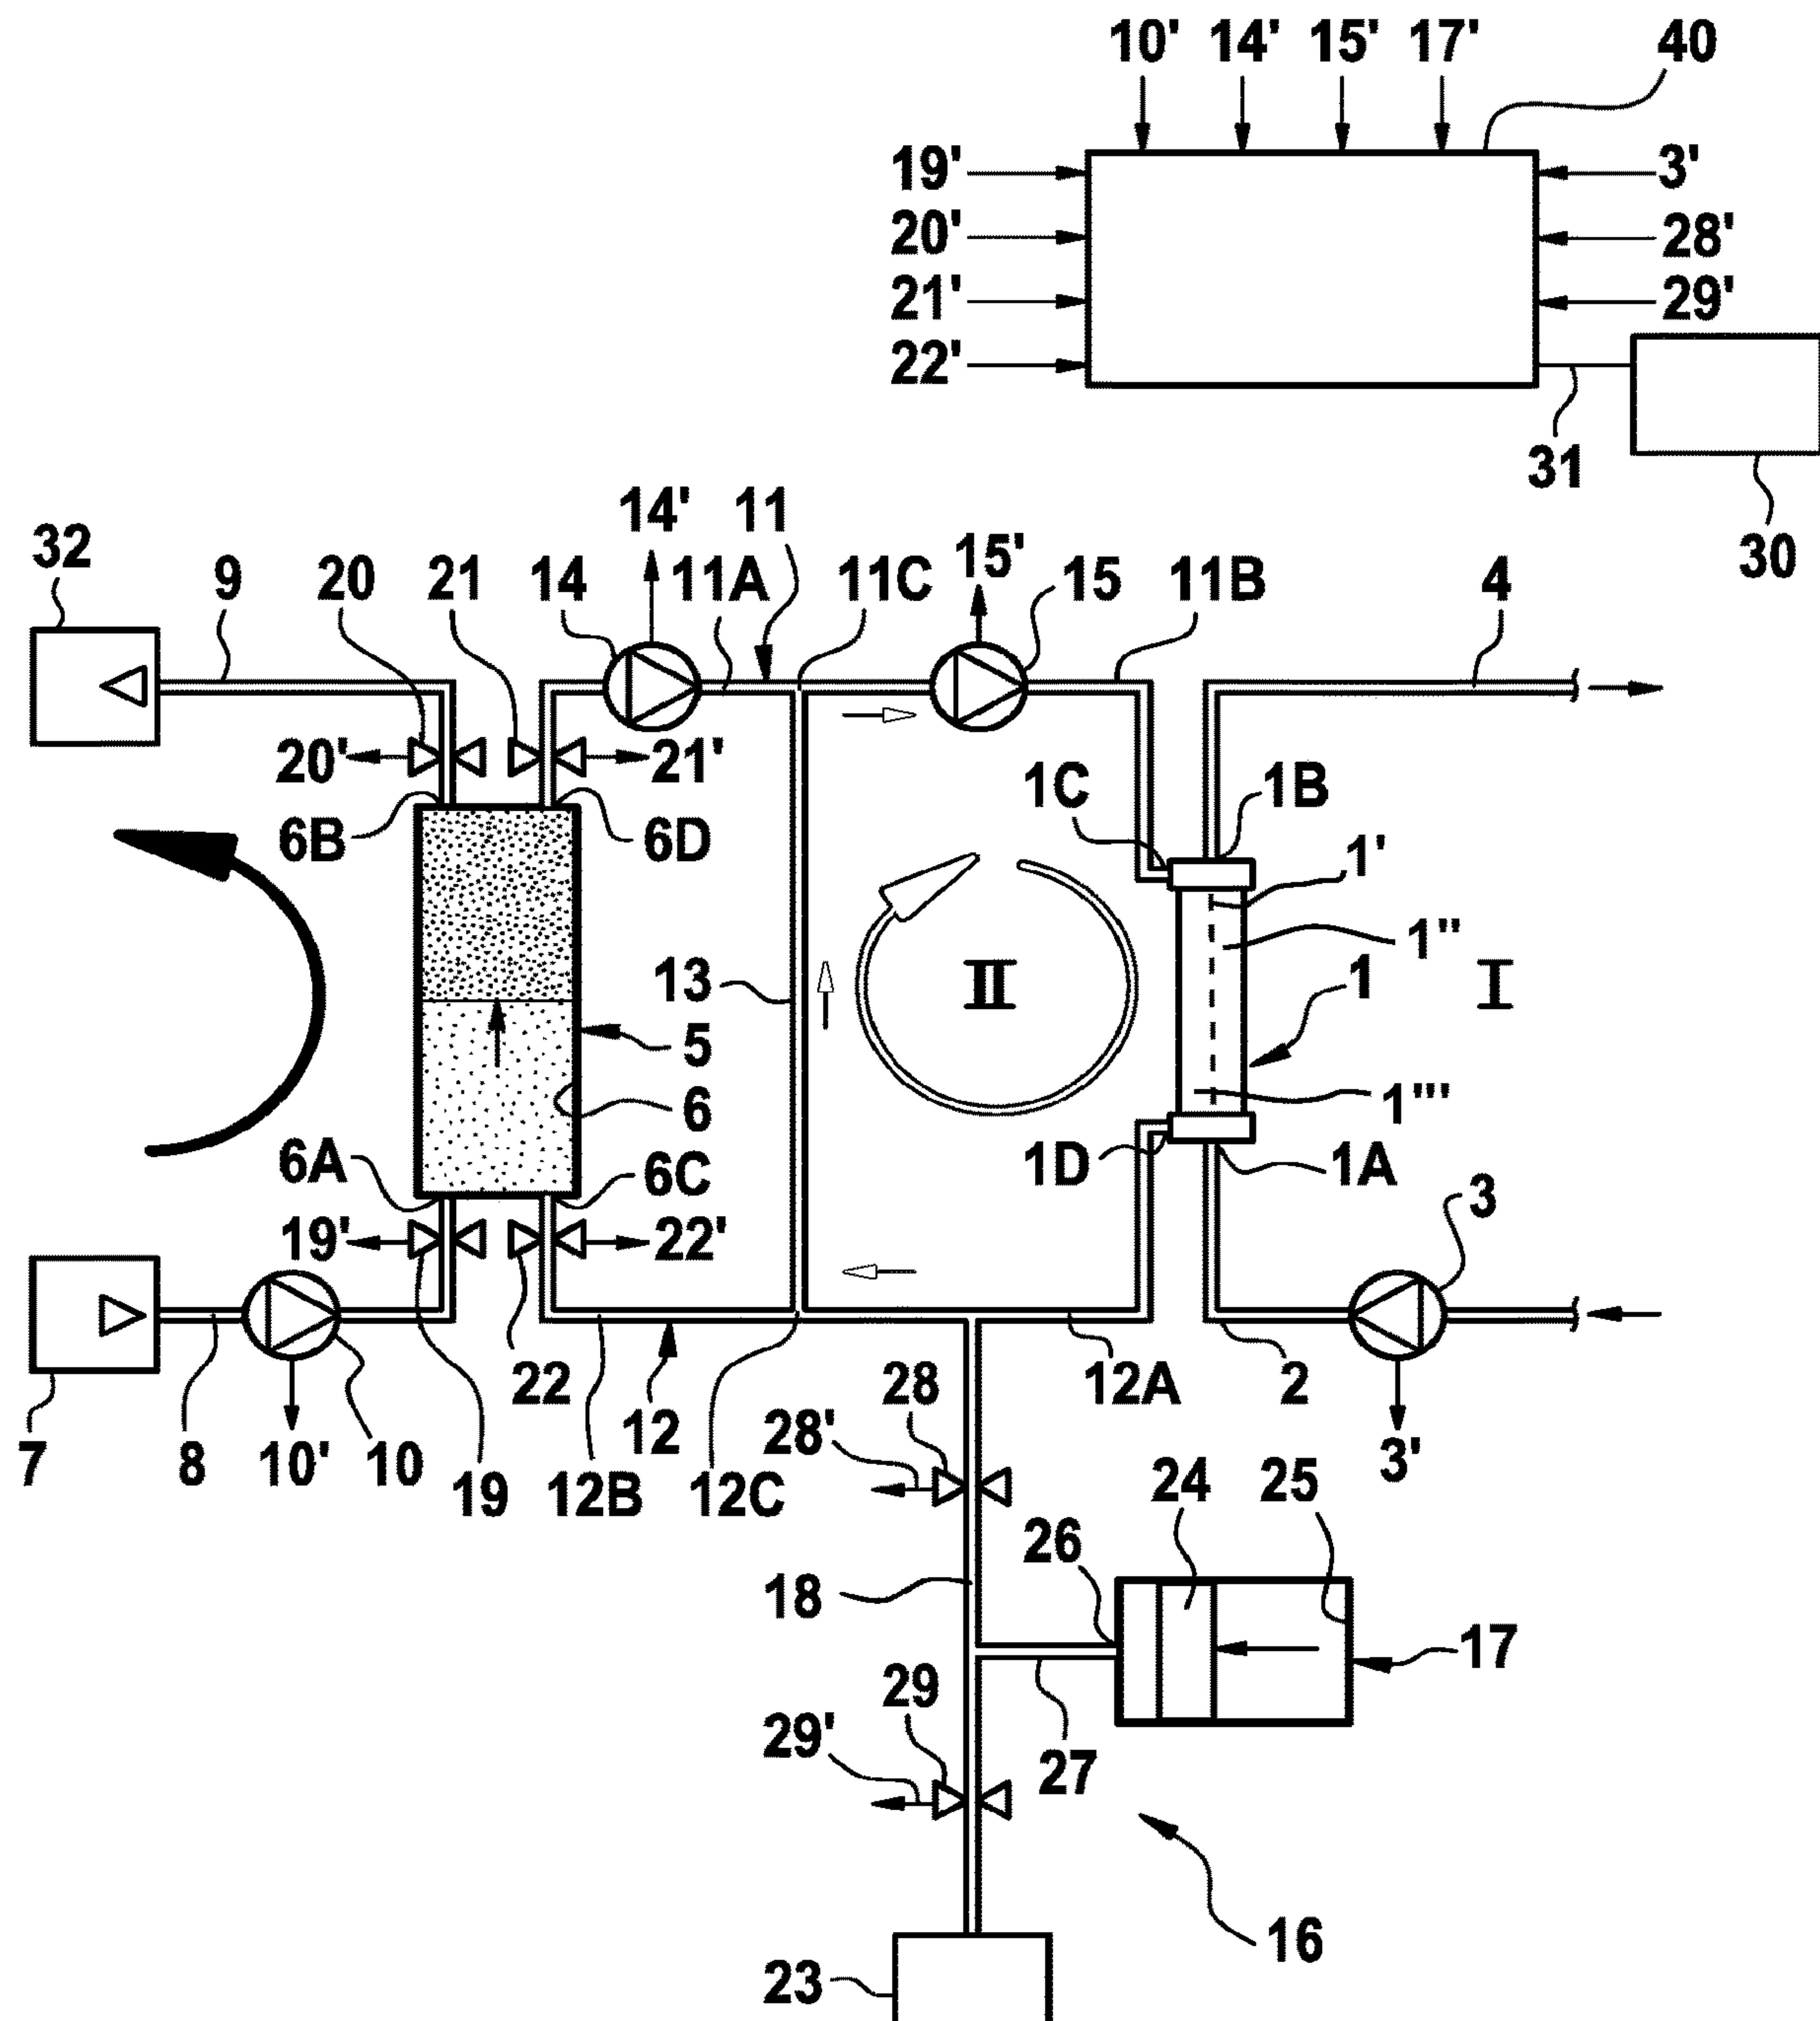 10' 14' 15' 17' 40
19' 3'
20' 28'
21' 29'
22'
31
30
14' 11
32 9 20 21 14 11A 11C 15' 15 11B 4
20' 21'
1C 1B
6B 6D
1'
1''
13 II 1 I
5
6 1'''
6A 6C 1D 1A
3
19' 22'
22 12A 2
28
7 8 10' 10 19 12B 12 12C 28' 3'
24 25
26
18
17
29
29' 27
16
23